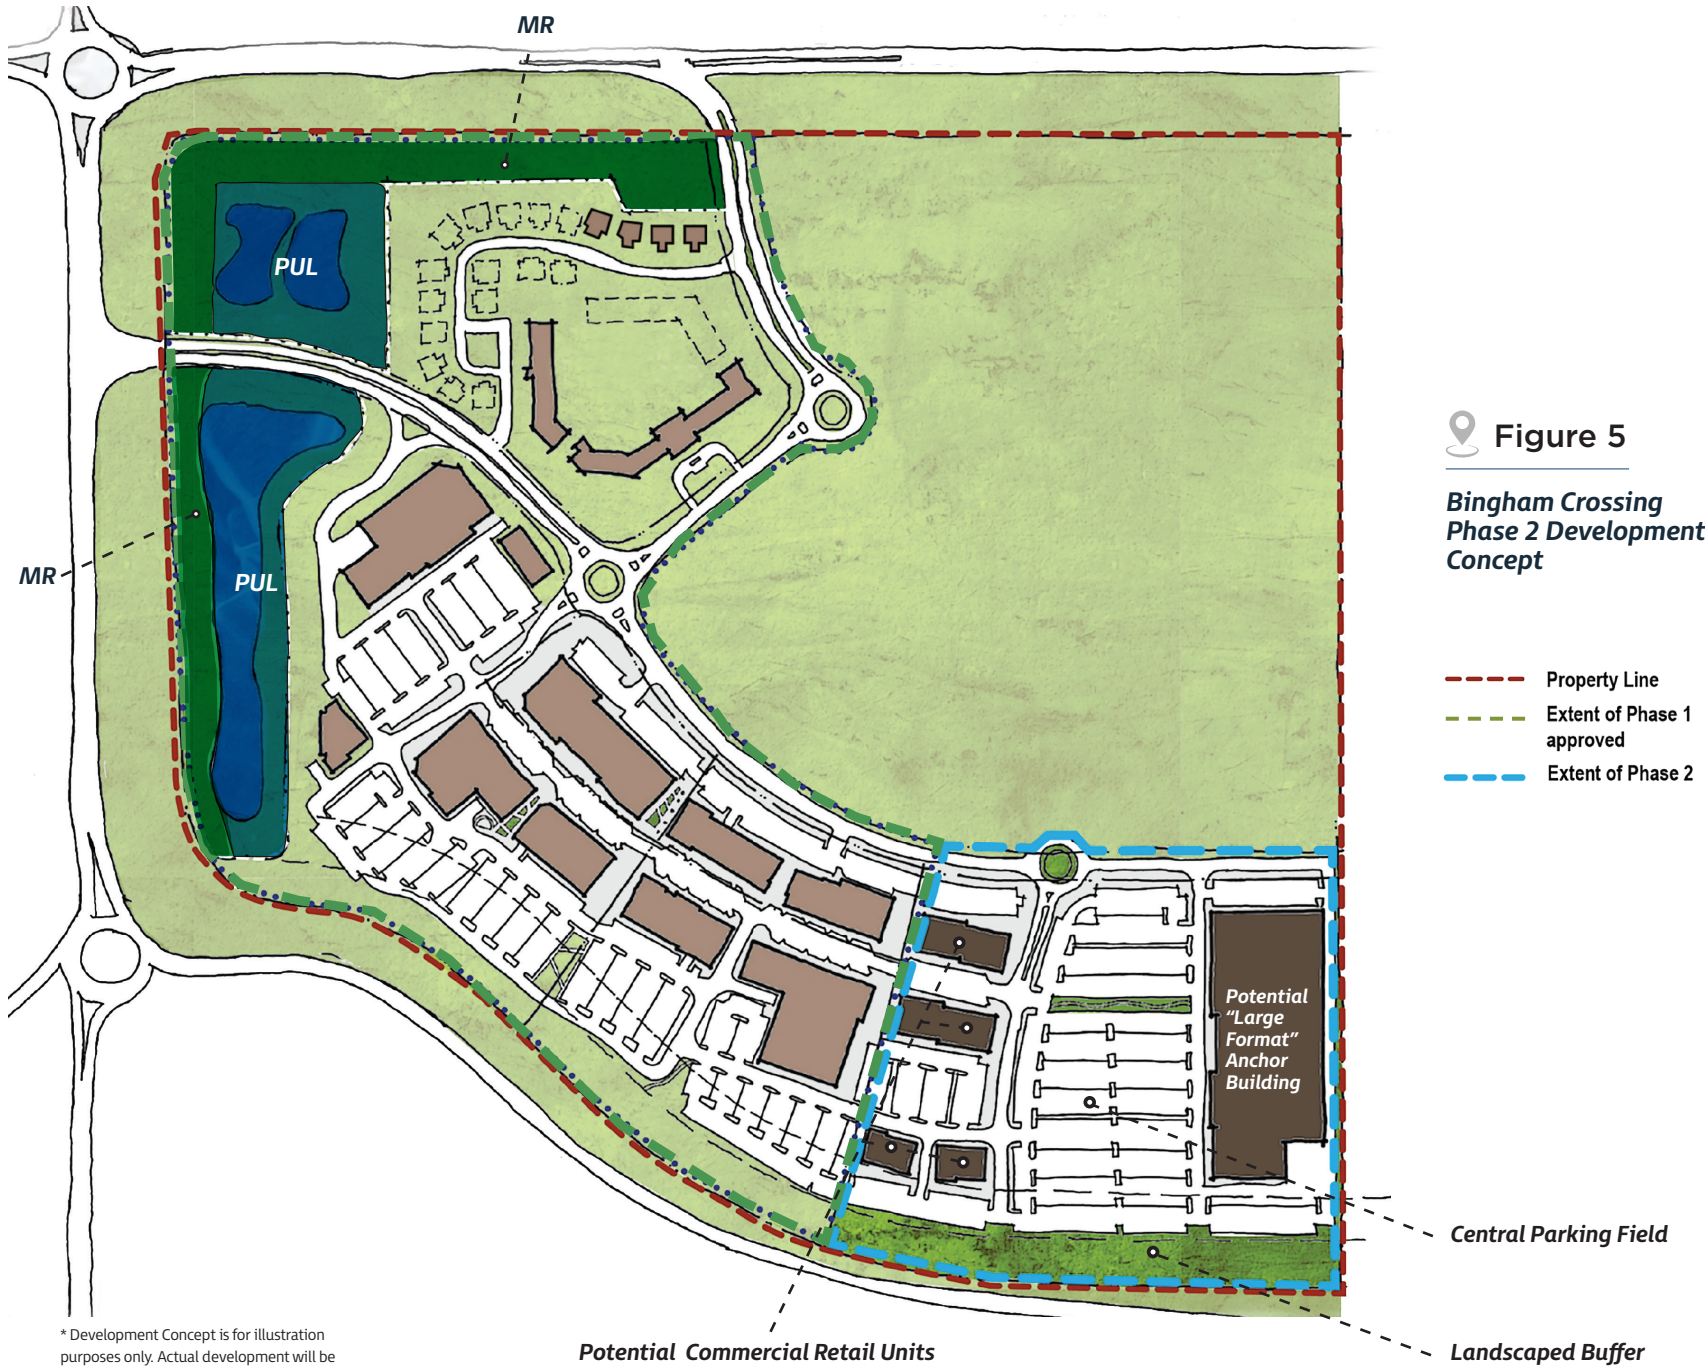 MR
PUL
MR
PUL
Figure 5
Bingham Crossing
Phase 2 Development
Concept
Property Line
Extent of Phase 1
approved
Extent of Phase 2
Potential
“Large
Format”
Anchor
Building
Central Parking Field
Landscaped Buffer
Potential Commercial Retail Units
* Development Concept is for illustration
purposes only. Actual development will be